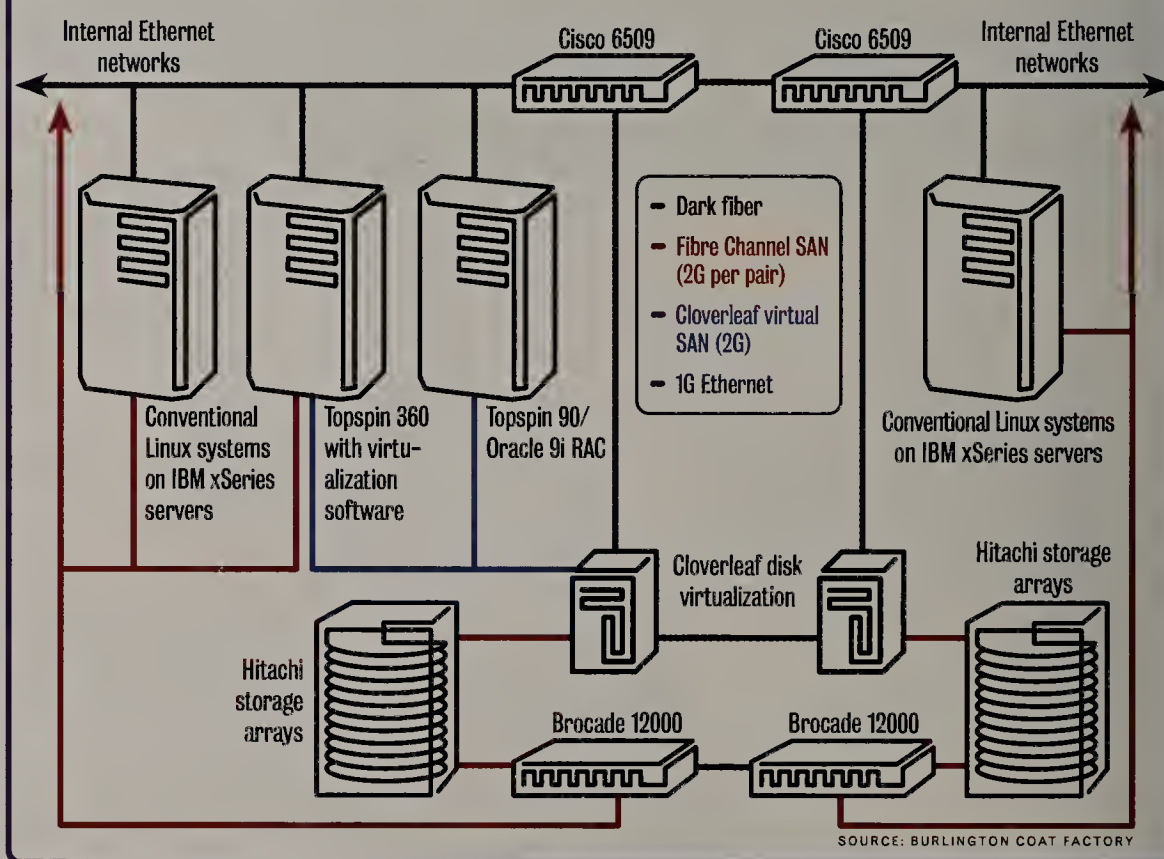 Internal Ethernet
networks
Cisco 6509
Cisco 6509
Internal Ethernet
networks
– Dark fiber
– Fibre Channel SAN
(2G per pair)
– Cloverleaf virtual
SAN (2G)
– 1G Ethernet
Conventional
Linux systems
on IBM xSeries
servers
Topspin 360
with virtu-
alization
software
Topspin 90/
Oracle 9i RAC
Conventional Linux systems
on IBM xSeries servers
Cloverleaf disk
virtualization
Hitachi storage
arrays
Hitachi
storage
arrays
Brocade 12000
Brocade 12000
SOURCE: BURLINGTON COAT FACTORY